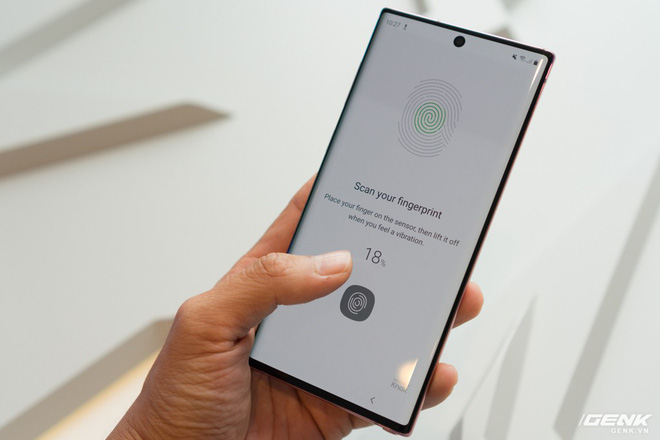 10:27
Scan your fingerprint
Place your finger on the sensor, then lift it off
when you feel a vibration.
18%
GENK
GENK.VN